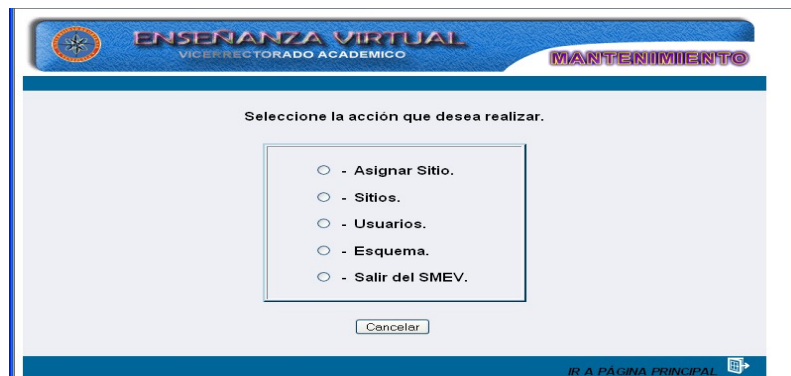 ENSEÑANZA VIRTUAL
VICERRECTORADO ACADEMICO
MANTENIMIENTO
Seleccione la acción que desea realizar.
- Asignar Sitio.
- Sitios.
- Usuarios.
- Esquema.
- Salir del SMEV.
Cancelar
IR A PÁGINA PRINCIPAL